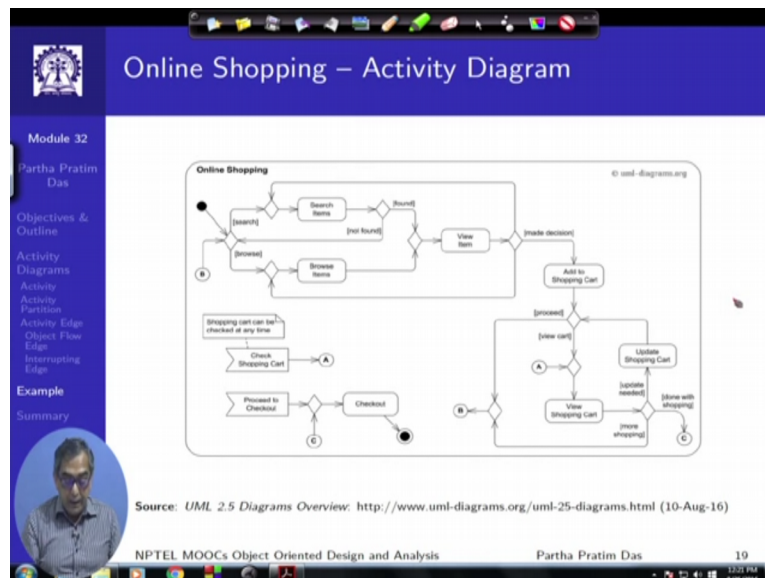 Online Shopping – Activity Diagram
Module 32
Partha Pratim
Das
Objectives &
Outline
Activity
Diagrams
Activity
Activity
Partition
Activity Edge
Object Flow
Edge
Interrupting
Edge
Example
Summary
Online Shopping
© uml-diagrams.org
[search]
Search
Items
[found]
[not found]
[browse]
Browse
Items
B
View
Item
[made decision]
Add to
Shopping Cart
[proceed]
[view cart]
A
Update
Shopping Cart
[update
needed]
[done with
shopping]
View
Shopping Cart
B
[more
shopping]
C
Shopping cart can be
checked at any time
Check
Shopping Cart
A
Proceed to
Checkout
Checkout
C
Source: UML 2.5 Diagrams Overview: http://www.uml-diagrams.org/uml-25-diagrams.html (10-Aug-16)
NPTEL MOOCs Object Oriented Design and Analysis
Partha Pratim Das
19
12:21 PM